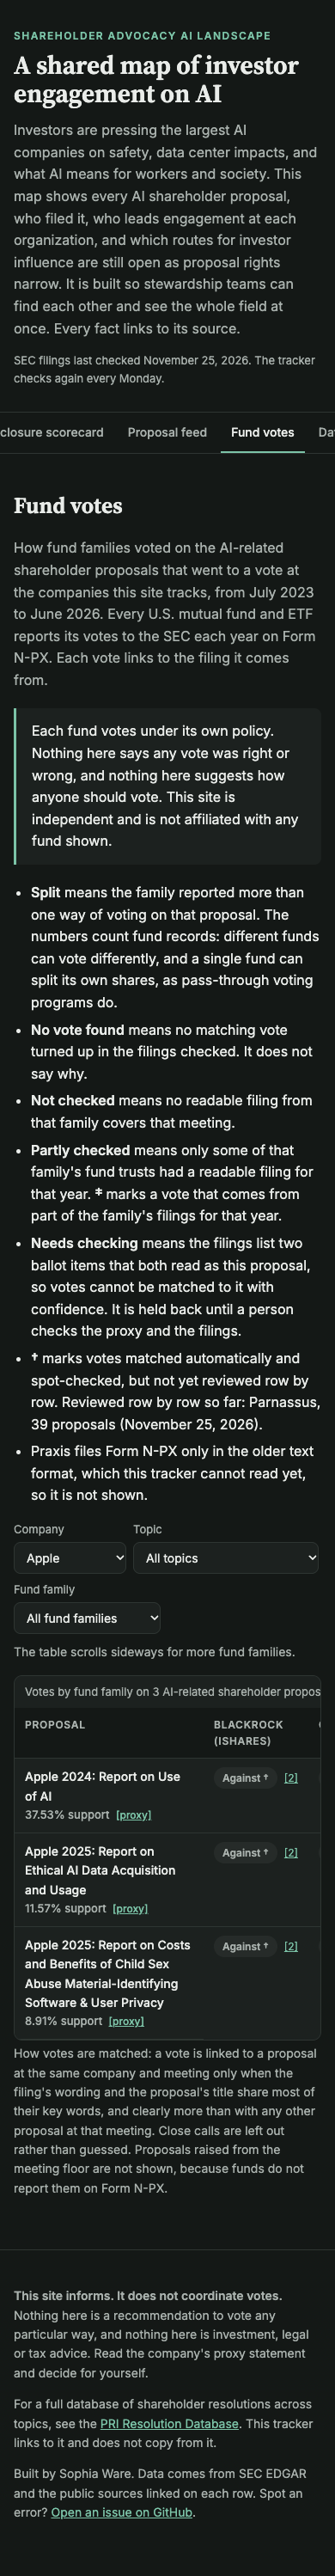 SHAREHOLDER ADVOCACY AI LANDSCAPE
A shared map of investor
engagement on AI
Investors are pressing the largest AI
companies on safety, data center impacts, and
what AI means for workers and society. This
map shows every AI shareholder proposal,
who filed it, who leads engagement at each
organization, and which routes for investor
influence are still open as proposal rights
narrow. It is built so stewardship teams can
find each other and see the whole field at
once. Every fact links to its source.
SEC filings last checked November 25, 2026. The tracker
checks again every Monday.
closure scorecard Proposal feed Fund votes Da
Fund votes
How fund families voted on the AI-related
shareholder proposals that went to a vote at
the companies this site tracks, from July 2023
to June 2026. Every U.S. mutual fund and ETF
reports its votes to the SEC each year on Form
N-PX. Each vote links to the filing it comes
from.
Each fund votes under its own policy.
Nothing here says any vote was right or
wrong, and nothing here suggests how
anyone should vote. This site is
independent and is not affiliated with any
fund shown.
• Split means the family reported more than
one way of voting on that proposal. The
numbers count fund records: different funds
can vote differently, and a single fund can
split its own shares, as pass-through voting
programs do.
• No vote found means no matching vote
turned up in the filings checked. It does not
say why.
• Not checked means no readable filing from
that family covers that meeting.
• Partly checked means only some of that
family's fund trusts had a readable filing for
that year. ‡ marks a vote that comes from
part of the family's filings for that year.
• Needs checking means the filings list two
ballot items that both read as this proposal,
so votes cannot be matched to it with
confidence. It is held back until a person
checks the proxy and the filings.
• † marks votes matched automatically and
spot-checked, but not yet reviewed row by
row. Reviewed row by row so far: Parnassus,
39 proposals (November 25, 2026).
• Praxis files Form N-PX only in the older text
format, which this tracker cannot read yet,
so it is not shown.
Company Topic
Apple All topics
Fund family
All fund families
The table scrolls sideways for more fund families.
Votes by fund family on 3 AI-related shareholder propos
PROPOSAL BLACKROCK
(ISHARES)
Apple 2024: Report on Use
of AI
37.53% support [proxy]
Against † [2]
Apple 2025: Report on
Ethical AI Data Acquisition
and Usage
11.57% support [proxy]
Against † [2]
Apple 2025: Report on Costs
and Benefits of Child Sex
Abuse Material-Identifying
Software & User Privacy
8.91% support [proxy]
Against † [2]
How votes are matched: a vote is linked to a proposal
at the same company and meeting only when the
filing's wording and the proposal's title share most of
their key words, and clearly more than with any other
proposal at that meeting. Close calls are left out
rather than guessed. Proposals raised from the
meeting floor are not shown, because funds do not
report them on Form N-PX.
This site informs. It does not coordinate votes.
Nothing here is a recommendation to vote any
particular way, and nothing here is investment, legal
or tax advice. Read the company's proxy statement
and decide for yourself.
For a full database of shareholder resolutions across
topics, see the PRI Resolution Database. This tracker
links to it and does not copy from it.
Built by Sophia Ware. Data comes from SEC EDGAR
and the public sources linked on each row. Spot an
error? Open an issue on GitHub.